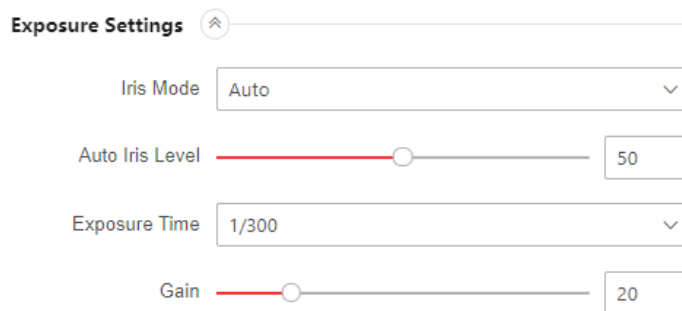 Exposure Settings
Iris Mode Auto
Auto Iris Level 50
Exposure Time 1/300
Gain 20